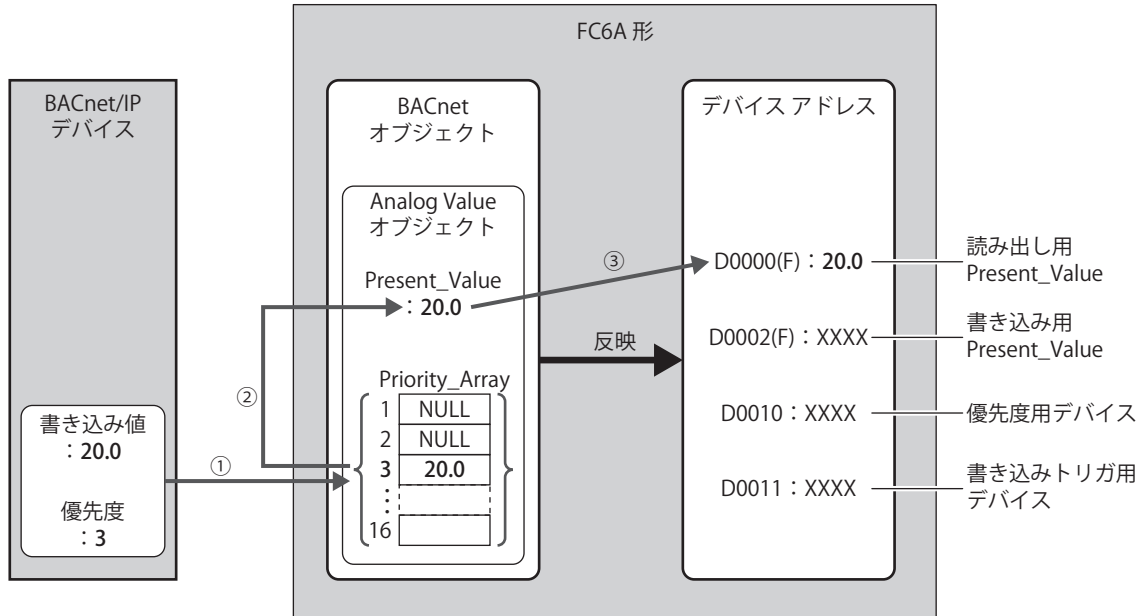 FC6A 形
BACnet/IP
デバイス
書き込み値
：20.0
優先度
：3
①
②
BACnet
オブジェクト
Analog Value
オブジェクト
Present_Value
：20.0
Priority_Array
1 NULL
2 NULL
3 20.0
⋮
16
③
反映
デバイス アドレス
D0000(F)：20.0
読み出し用
Present_Value
D0002(F)：XXXX
書き込み用
Present_Value
D0010：XXXX
優先度用デバイス
D0011：XXXX
書き込みトリガ用
デバイス